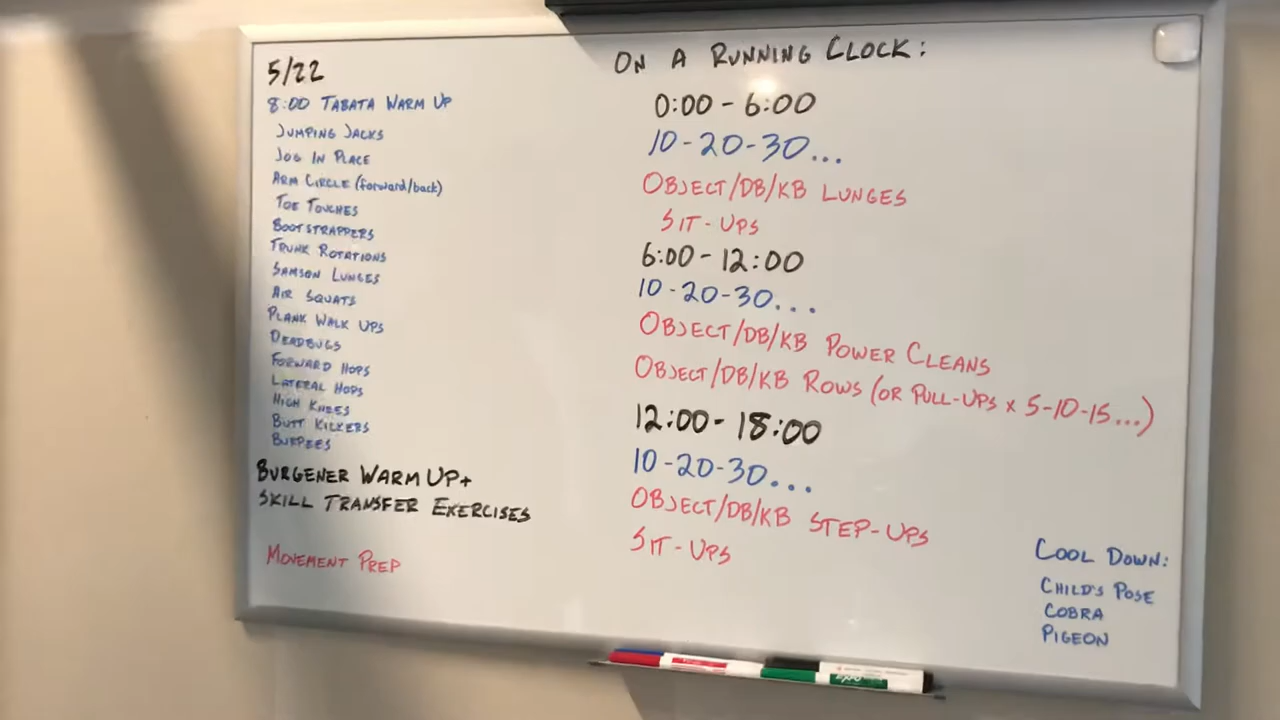 5/22
8:00 TABATA WARM UP
JUMPING JACKS
JOG IN PLACE
ARM CIRCLE (forward/back)
TOE TOUCHES
BOOTSTRAPPERS
TRUNK ROTATIONS
SAMSON LUNGES
AIR SQUATS
PLANK WALK UPS
DEADBUGS
FORWARD HOPS
LATERAL HOPS
HIGH KNEES
BUTT KICKERS
BURPEES
BURGENER WARM UP+
SKILL TRANSFER EXERCISES
MOVEMENT PREP
ON A RUNNING CLOCK:
0:00 - 6:00
10-20-30...
OBJECT/DB/KB LUNGES
SIT-UPS
6:00 - 12:00
10-20-30...
OBJECT/DB/KB POWER CLEANS
OBJECT/DB/KB ROWS (OR PULL-UPS x 5-10-15...)
12:00 - 18:00
10-20-30...
OBJECT/DB/KB STEP-UPS
SIT-UPS
COOL DOWN:
CHILD'S POSE
COBRA
PIGEON
EXPO